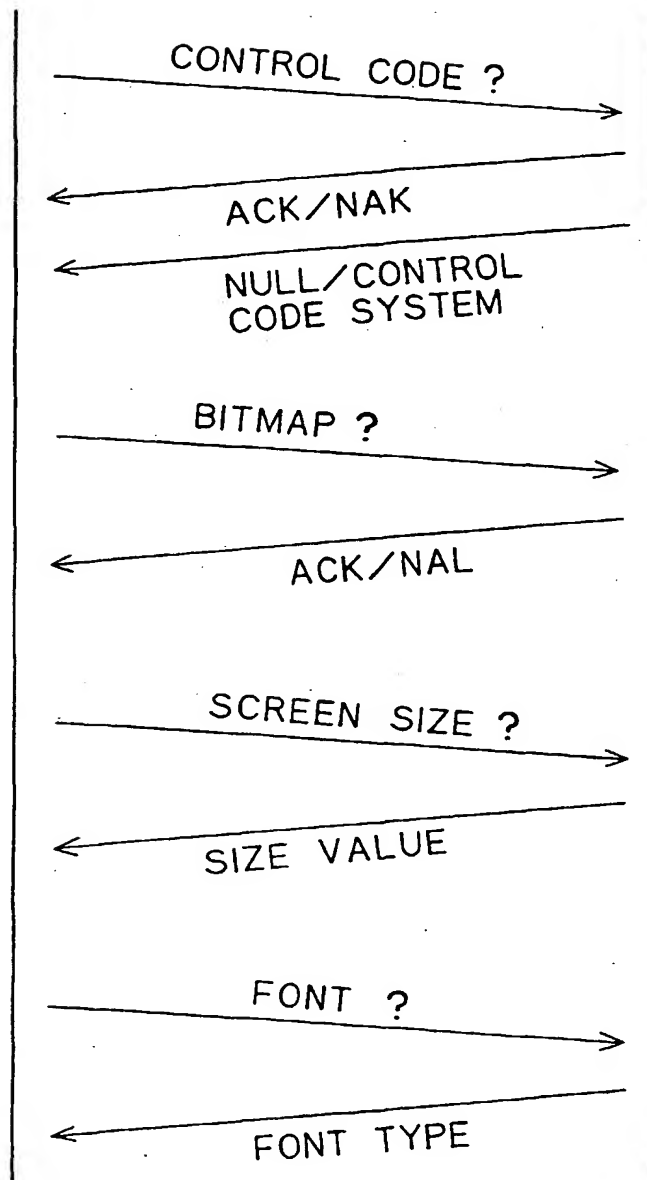 CONTROL CODE ?
ACK/NAK
NULL/CONTROL
CODE SYSTEM
BITMAP ?
ACK/NAL
SCREEN SIZE ?
SIZE VALUE
FONT ?
FONT TYPE